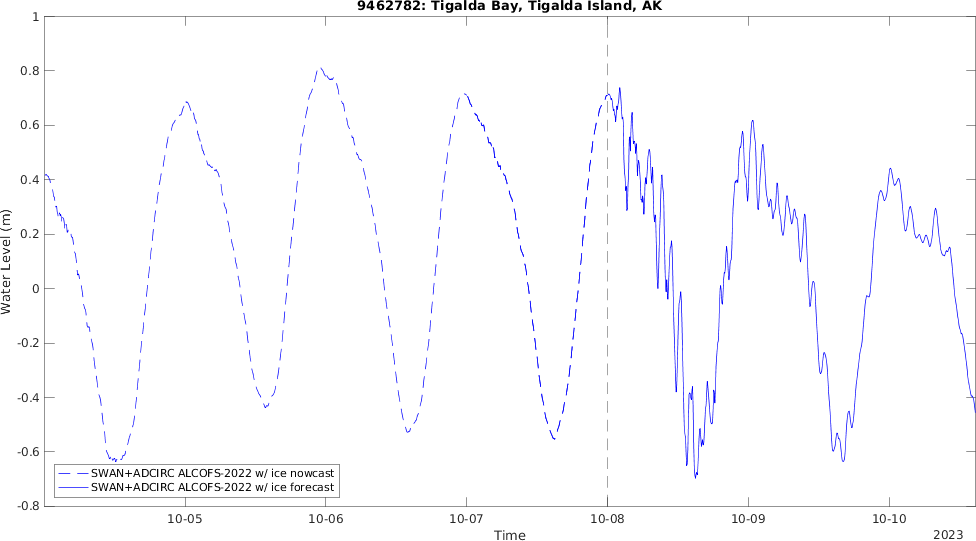 9462782: Tigalda Bay, Tigalda Island, AK
1
0.8
0.6
0.4
0.2
0
-0.2
-0.4
-0.6
-0.8
Water Level (m)
SWAN+ADCIRC ALCOFS-2022 w/ ice nowcast
SWAN+ADCIRC ALCOFS-2022 w/ ice forecast
10-05 10-06 10-07 10-08 10-09 10-10
Time
2023